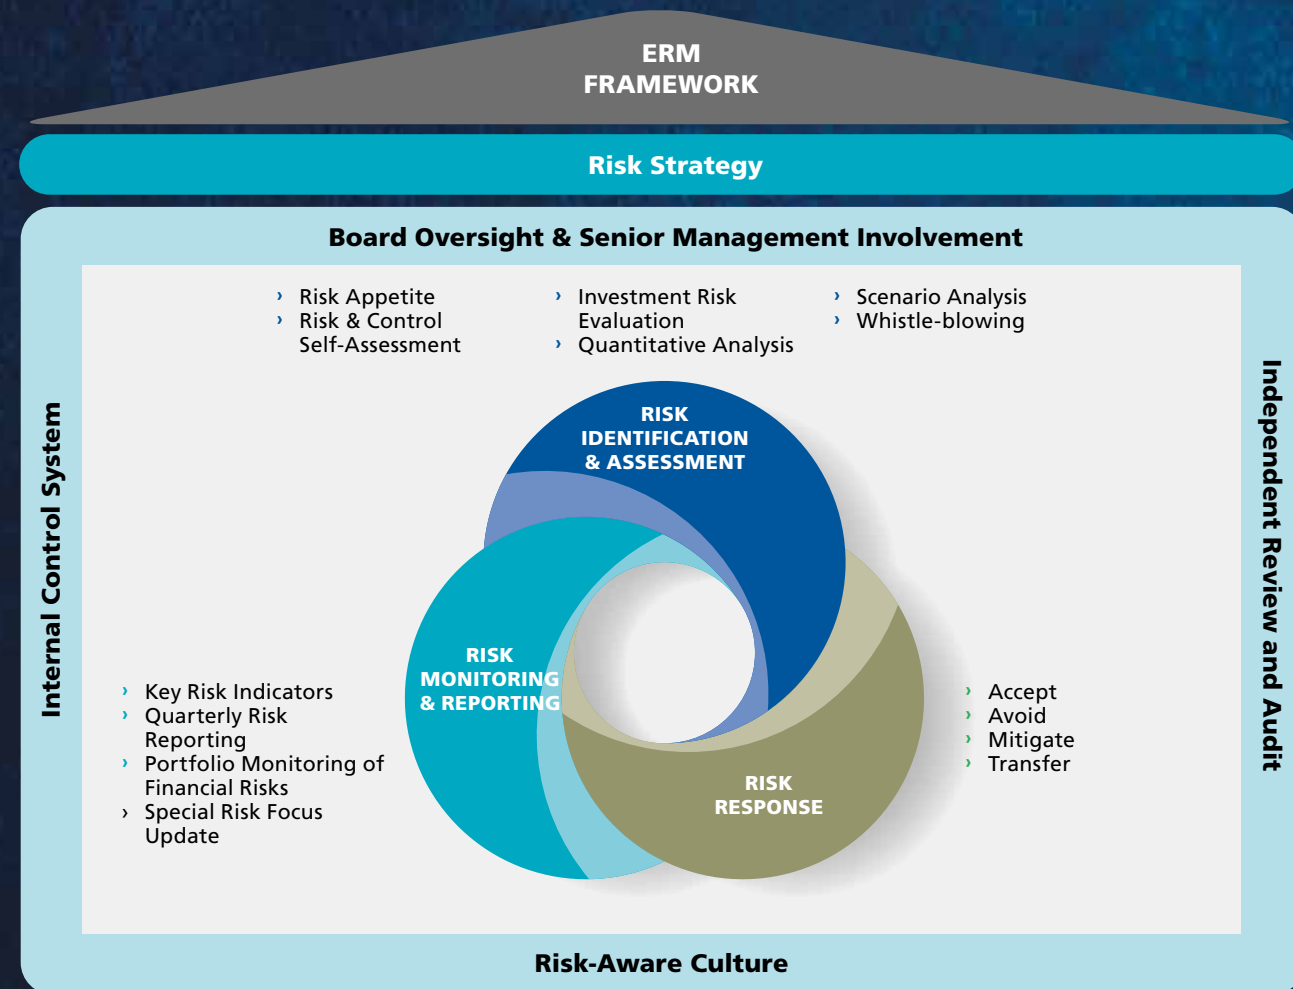 ERM
FRAMEWORK
Risk Strategy
Board Oversight & Senior Management Involvement
› Risk Appetite
› Risk & Control
Self-Assessment
› Investment Risk
Evaluation
› Quantitative Analysis
› Scenario Analysis
› Whistle-blowing
Internal Control System
RISK
IDENTIFICATION
& ASSESSMENT
RISK
MONITORING
& REPORTING
› Key Risk Indicators
› Quarterly Risk
Reporting
› Portfolio Monitoring of
Financial Risks
› Special Risk Focus
Update
RISK
RESPONSE
› Accept
› Avoid
› Mitigate
› Transfer
Independent Review and Audit
Risk-Aware Culture